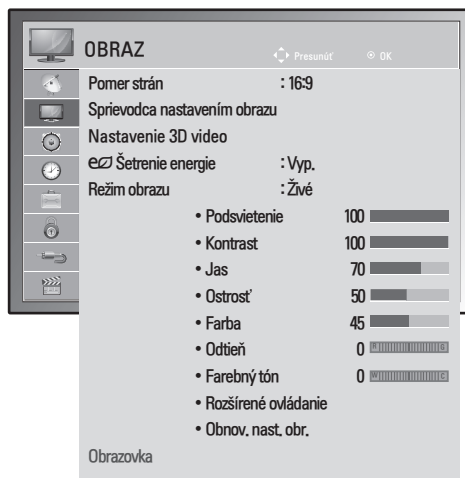 OBRAZ Presunúť OK
Pomer strán : 16:9
Sprievodca nastavením obrazu
Nastavenie 3D video
Šetrenie energie : Vyp.
Režim obrazu : Živé
• Podsvietenie 100
• Kontrast 100
• Jas 70
• Ostrosť 50
• Farba 45
• Odtieň 0 R G
• Farebný tón 0 W C
• Rozšírené ovládanie
• Obnov. nast. obr.
Obrazovka